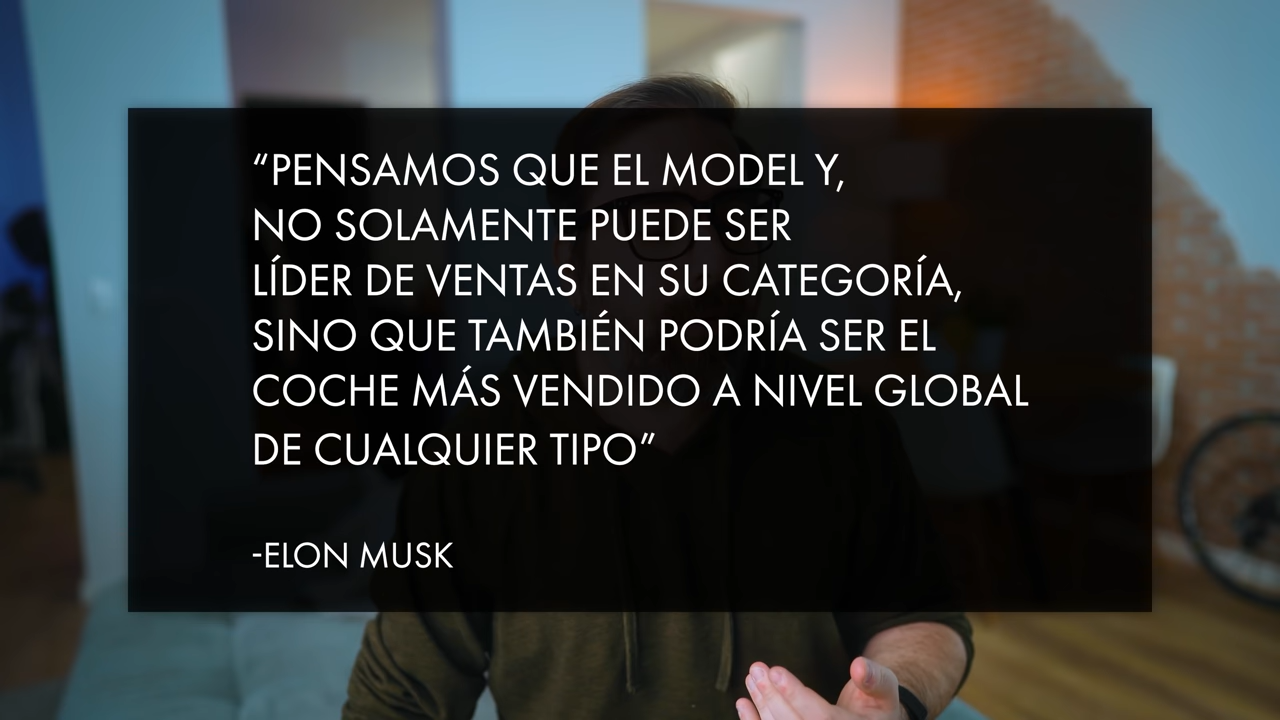 “PENSAMOS QUE EL MODEL Y,
NO SOLAMENTE PUEDE SER
LÍDER DE VENTAS EN SU CATEGORÍA,
SINO QUE TAMBIÉN PODRÍA SER EL
COCHE MÁS VENDIDO A NIVEL GLOBAL
DE CUALQUIER TIPO”
-ELON MUSK